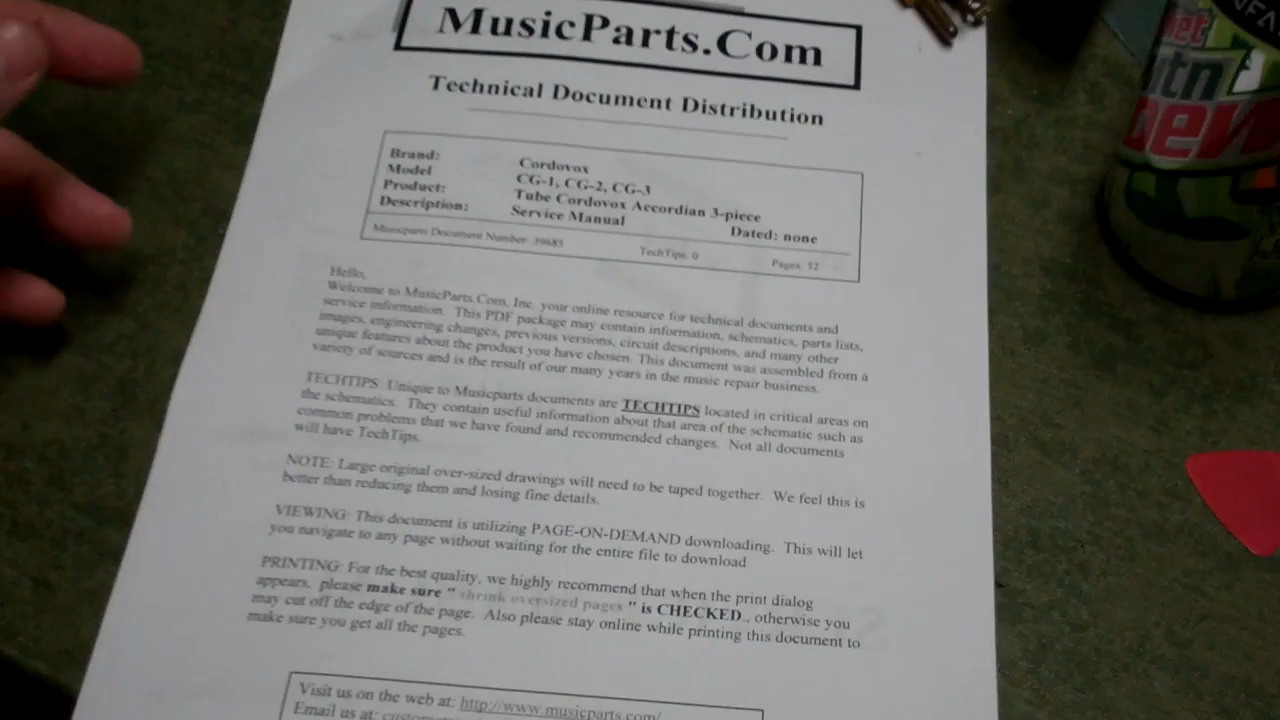 MusicParts.Com
Technical Document Distribution
Brand: Cordovox
Model CG-1, CG-2, CG-3
Product: Tube Cordovox Accordian 3-piece
Description: Service Manual Dated: none
Musicparts Document Number: 39685 TechTips: 0 Pages: 32
Hello,
Welcome to MusicParts.Com, Inc. your online resource for technical documents and
service information. This PDF package may contain information, schematics, parts lists,
images, engineering changes, previous versions, circuit descriptions, and many other
unique features about the product you have chosen. This document was assembled from a
variety of sources and is the result of our many years in the music repair business.
TECHTIPS: Unique to Musicparts documents are TECHTIPS located in critical areas on
the schematics. They contain useful information about that area of the schematic such as
common problems that we have found and recommended changes. Not all documents
will have TechTips.
NOTE: Large original over-sized drawings will need to be taped together. We feel this is
better than reducing them and losing fine details.
VIEWING: This document is utilizing PAGE-ON-DEMAND downloading. This will let
you navigate to any page without waiting for the entire file to download
PRINTING: For the best quality, we highly recommend that when the print dialog
appears, please make sure " shrink oversized pages " is CHECKED., otherwise you
may cut off the edge of the page. Also please stay online while printing this document to
make sure you get all the pages.
Visit us on the web at: http://www.musicparts.com/
Email us at:
mtn
Dew